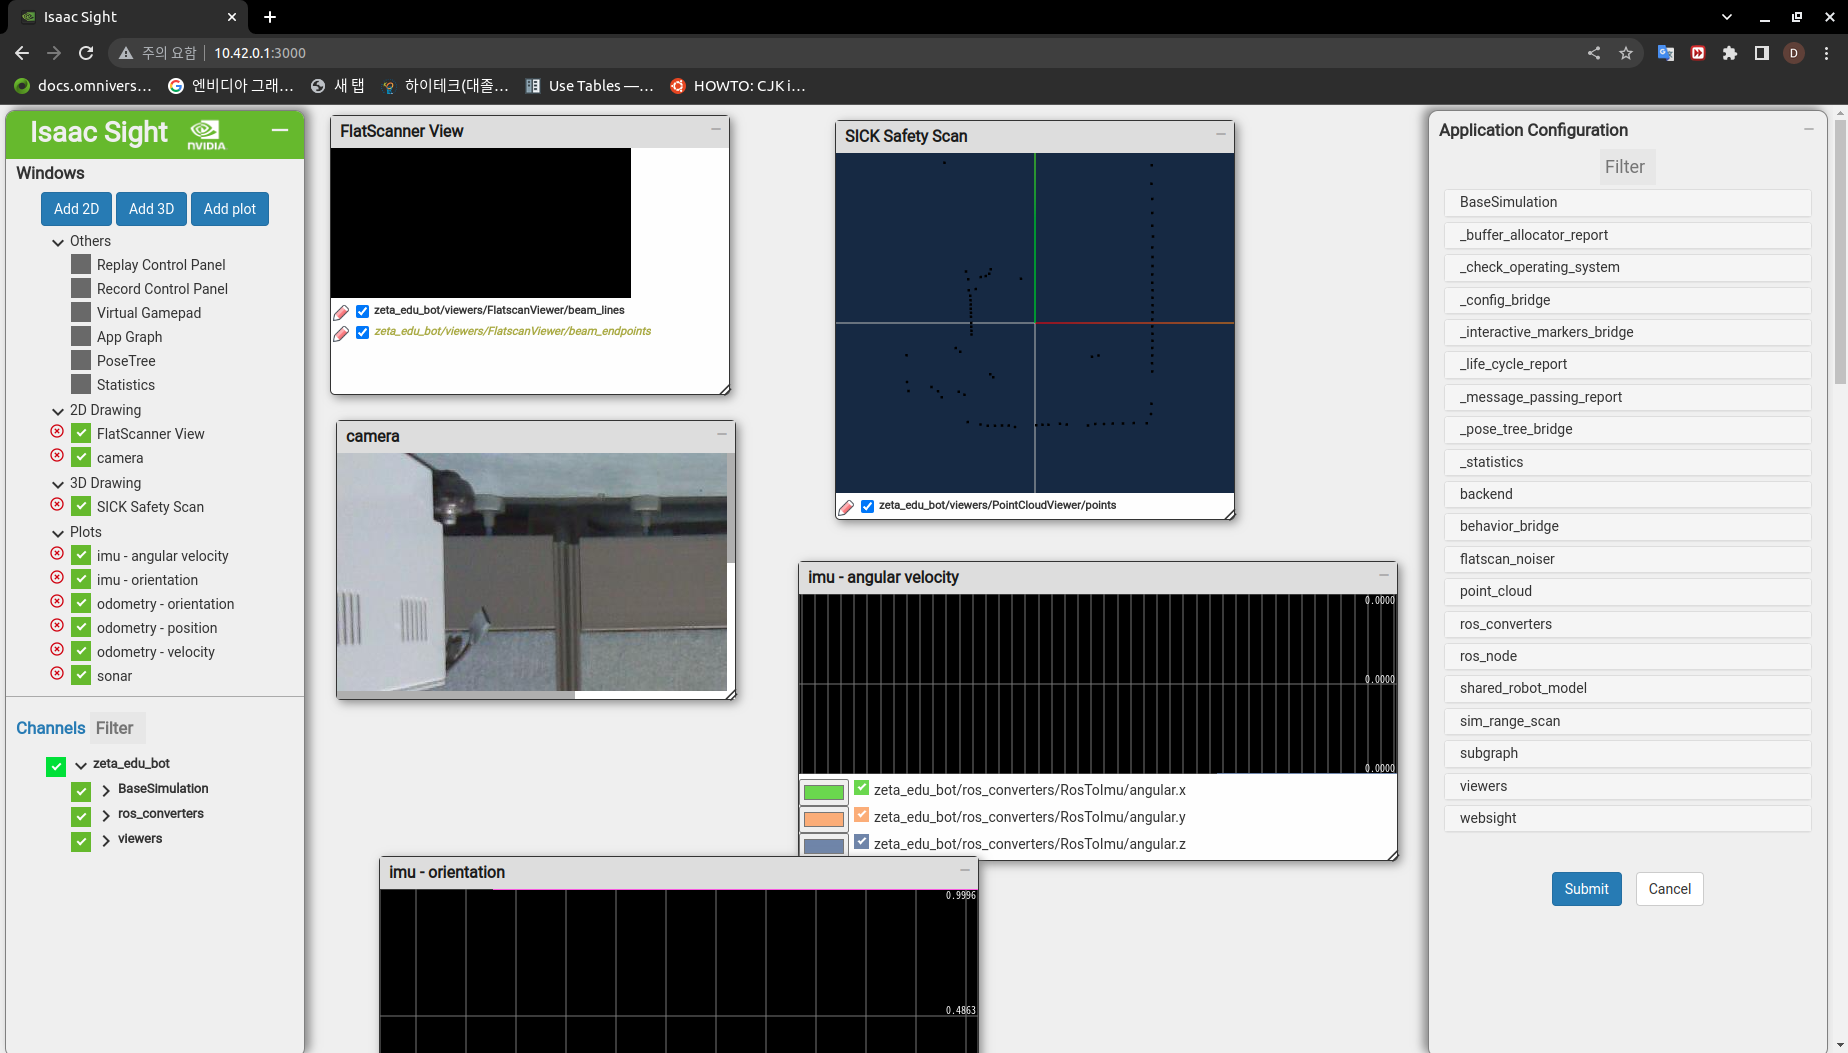 Isaac Sight
주의 요함
10.42.0.1:3000
D
docs.omnivers...
엔비디아 그래...
새 탭
하이테크(대졸...
Use Tables —...
HOWTO: CJK i...
Isaac Sight
NVIDIA
Windows
Add 2D
Add 3D
Add plot
Others
Replay Control Panel
Record Control Panel
Virtual Gamepad
App Graph
PoseTree
Statistics
2D Drawing
FlatScanner View
camera
3D Drawing
SICK Safety Scan
Plots
imu - angular velocity
imu - orientation
odometry - orientation
odometry - position
odometry - velocity
sonar
Channels
Filter
zeta_edu_bot
BaseSimulation
ros_converters
viewers
FlatScanner View
zeta_edu_bot/viewers/FlatscanViewer/beam_lines
zeta_edu_bot/viewers/FlatscanViewer/beam_endpoints
camera
SICK Safety Scan
zeta_edu_bot/viewers/PointCloudViewer/points
imu - angular velocity
0.0000
0.0000
0.0000
zeta_edu_bot/ros_converters/RosToImu/angular.x
zeta_edu_bot/ros_converters/RosToImu/angular.y
zeta_edu_bot/ros_converters/RosToImu/angular.z
imu - orientation
0.9996
0.4863
Application Configuration
Filter
BaseSimulation
_buffer_allocator_report
_check_operating_system
_config_bridge
_interactive_markers_bridge
_life_cycle_report
_message_passing_report
_pose_tree_bridge
_statistics
backend
behavior_bridge
flatscan_noiser
point_cloud
ros_converters
ros_node
shared_robot_model
sim_range_scan
subgraph
viewers
websight
Submit
Cancel